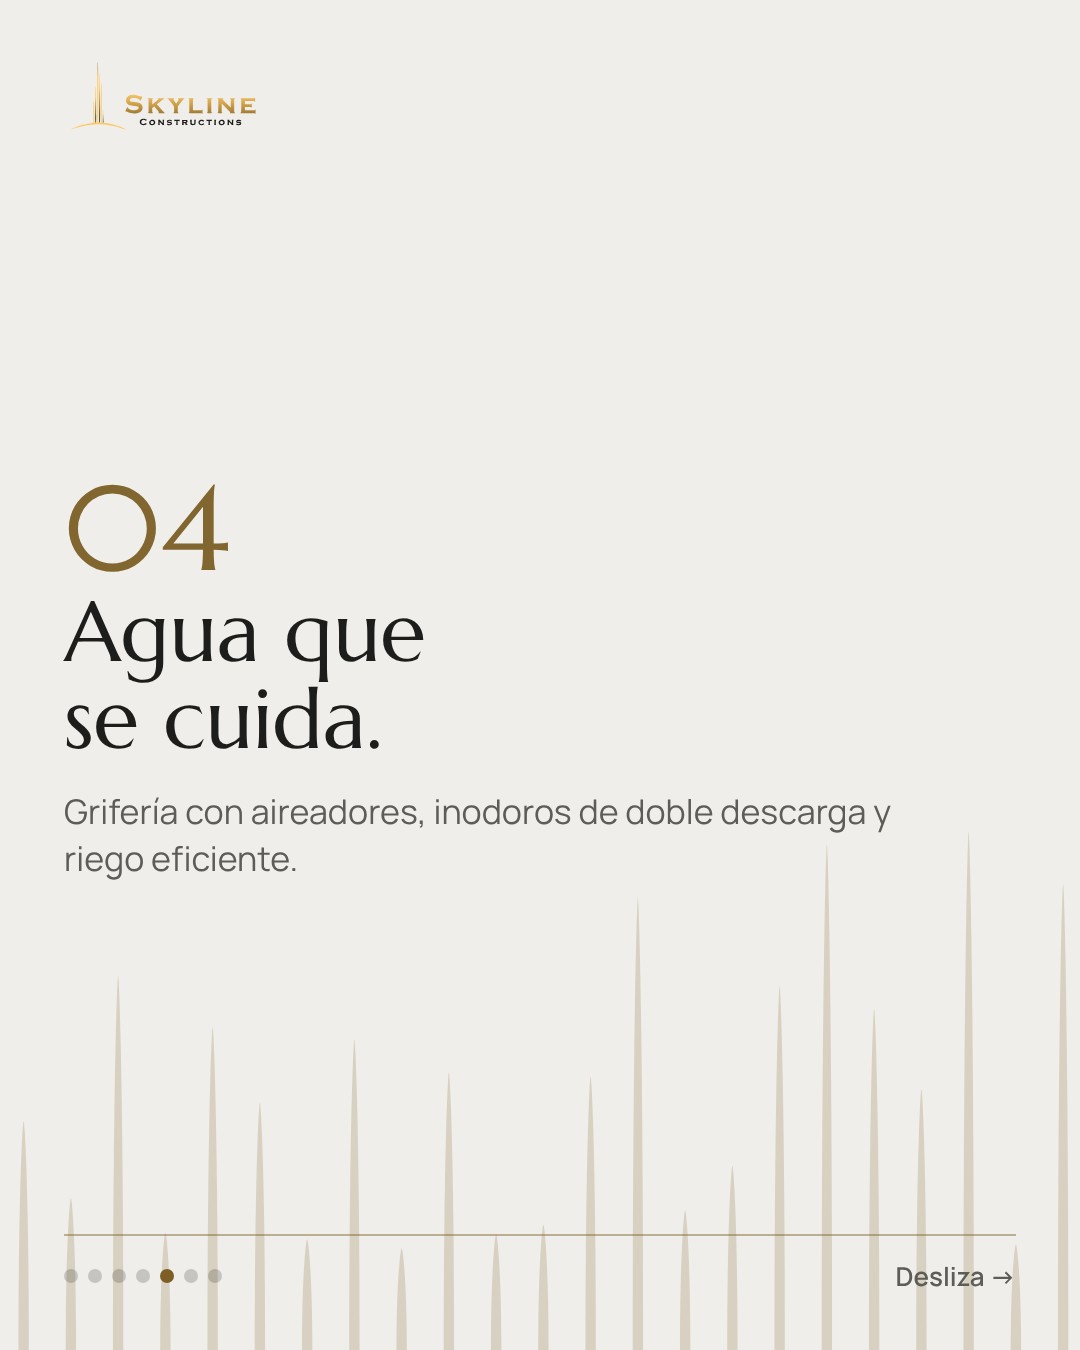 SKYLINE
CONSTRUCTIONS
04
Agua que
se cuida.
Grifería con aireadores, inodoros de doble descarga y
riego eficiente.
Desliza →